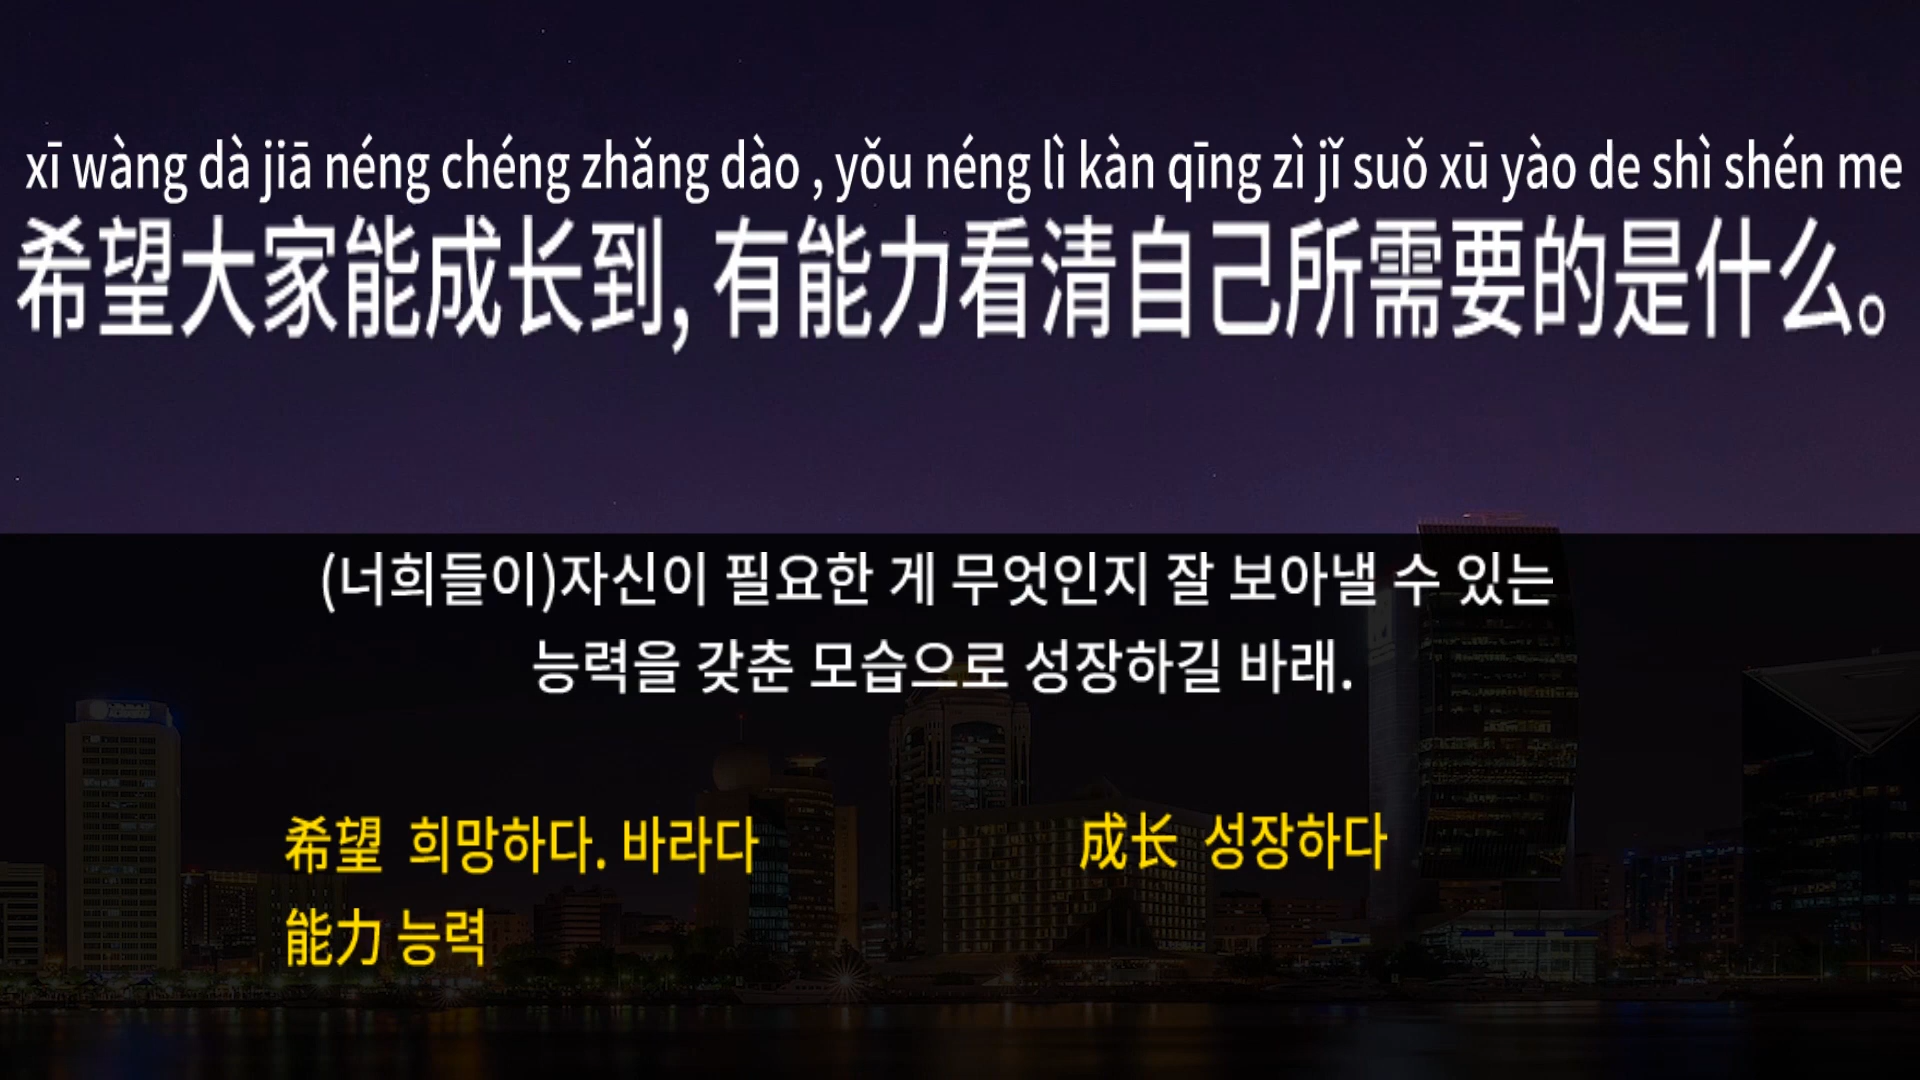 xī wàng dà jiā néng chéng zhǎng dào , yǒu néng lì kàn qīng zì jǐ suǒ xū yào de shì shén me
希望大家能成长到, 有能力看清自己所需要的是什么。
(너희들이)자신이 필요한 게 무엇인지 잘 보아낼 수 있는
능력을 갖춘 모습으로 성장하길 바래.
希望 희망하다. 바라다
成长 성장하다
能力 능력